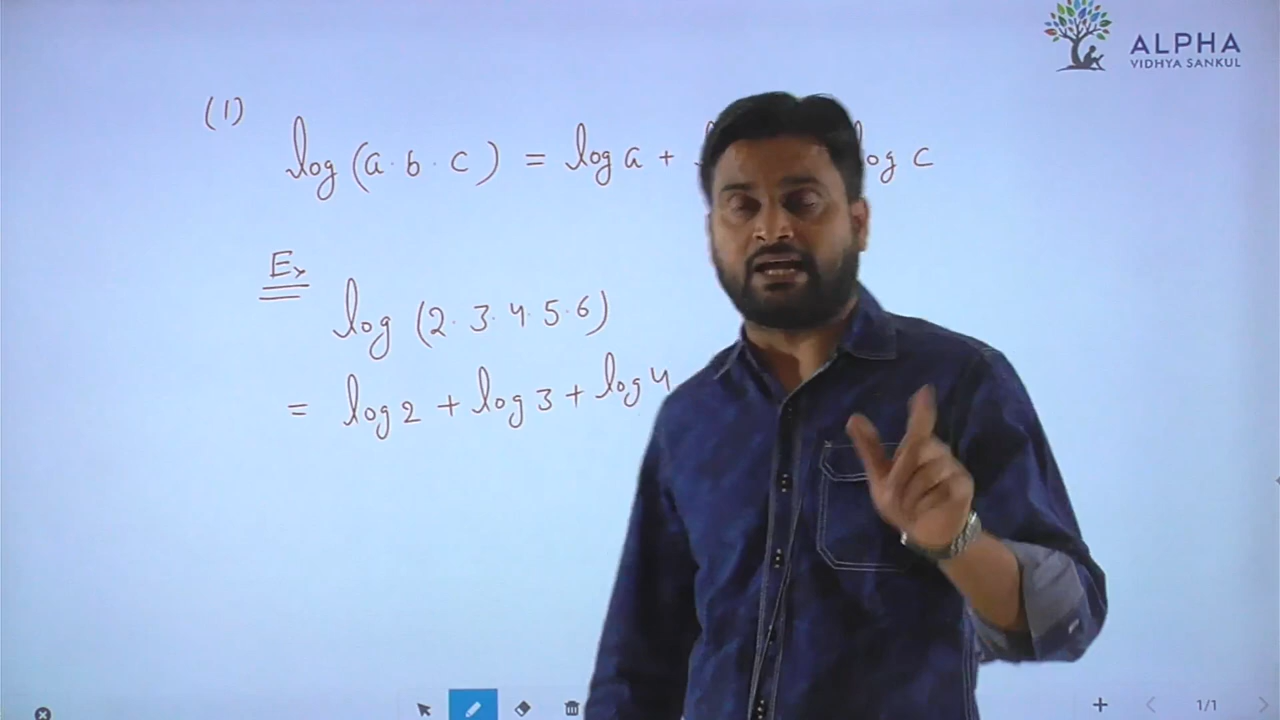 ALPHA
VIDHYA SANKUL
(1)
log (a · b · c) = log a + log c
Ex
log (2 · 3 · 4 · 5 · 6)
= log 2 + log 3 + log 4
1/1